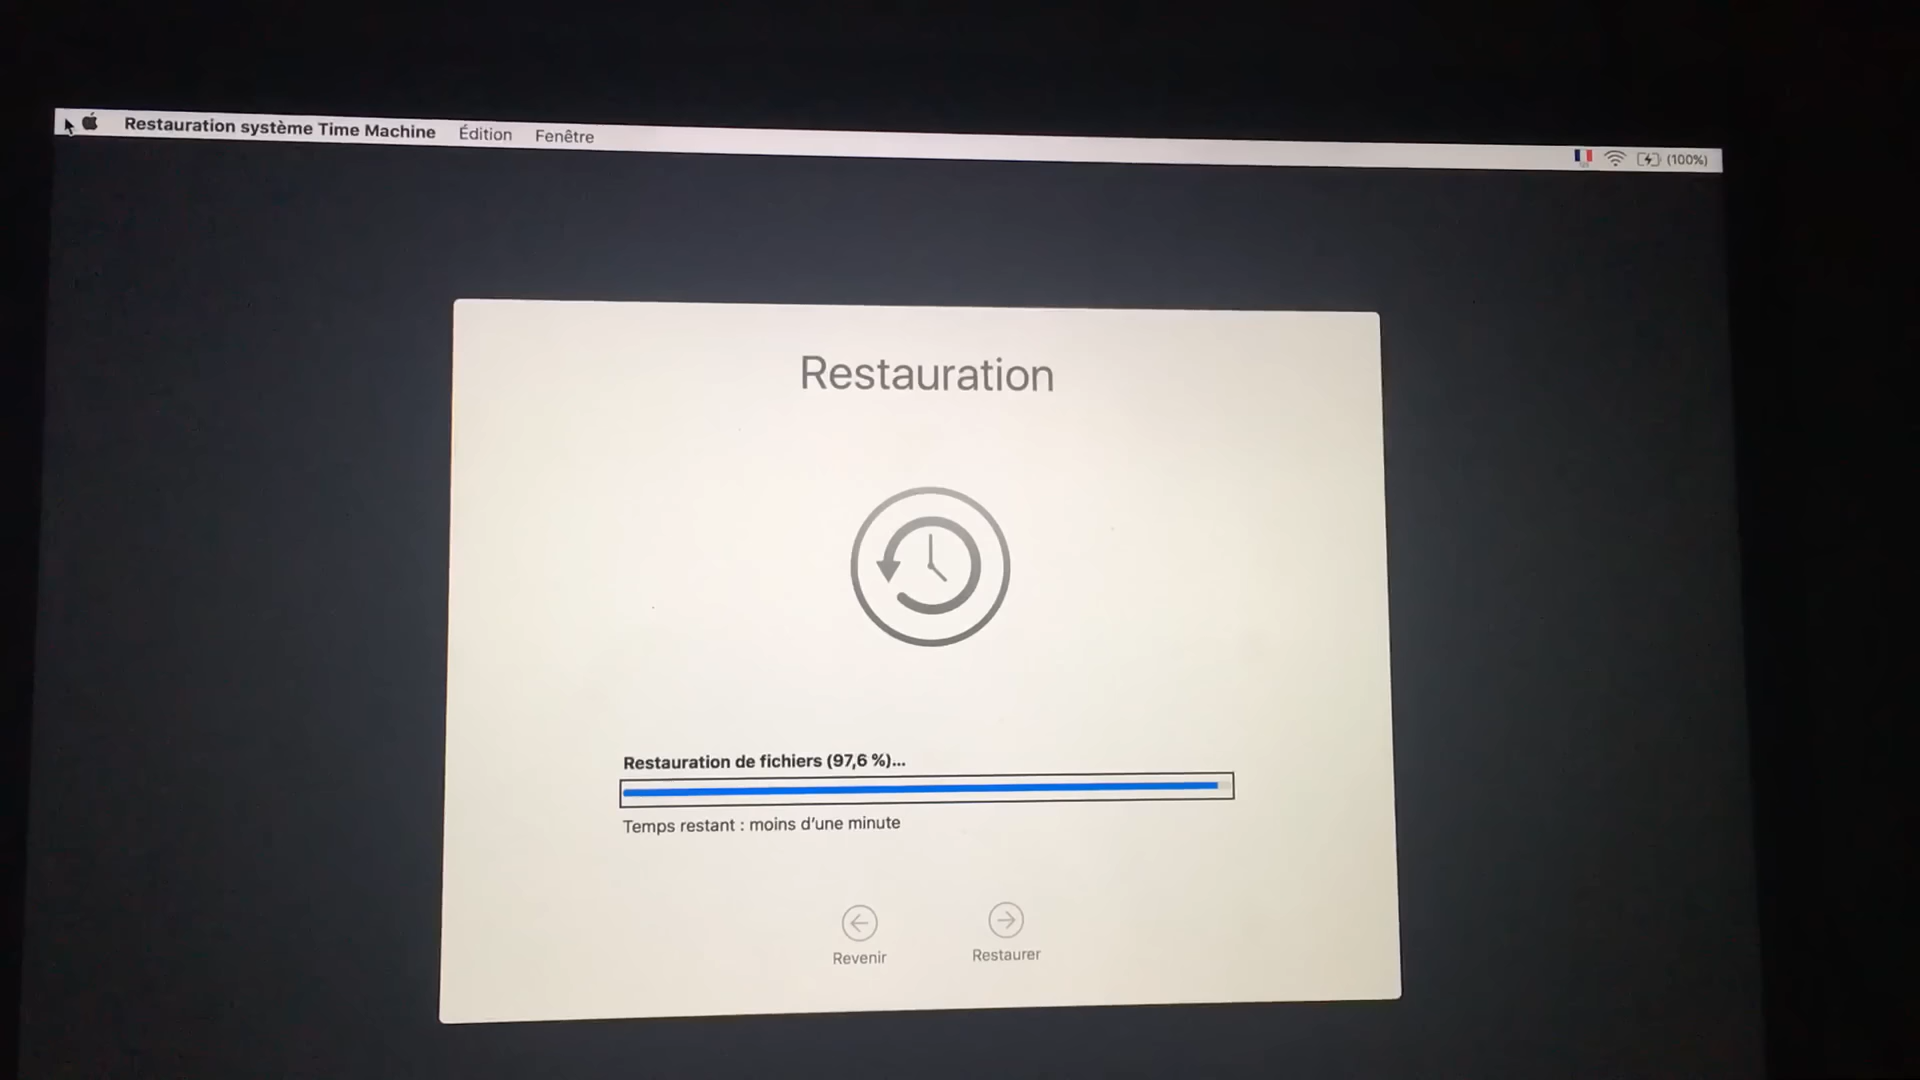 Restauration système Time Machine Édition Fenêtre (100%)
Restauration
Restauration de fichiers (97,6 %)...
Temps restant : moins d'une minute
Revenir Restaurer